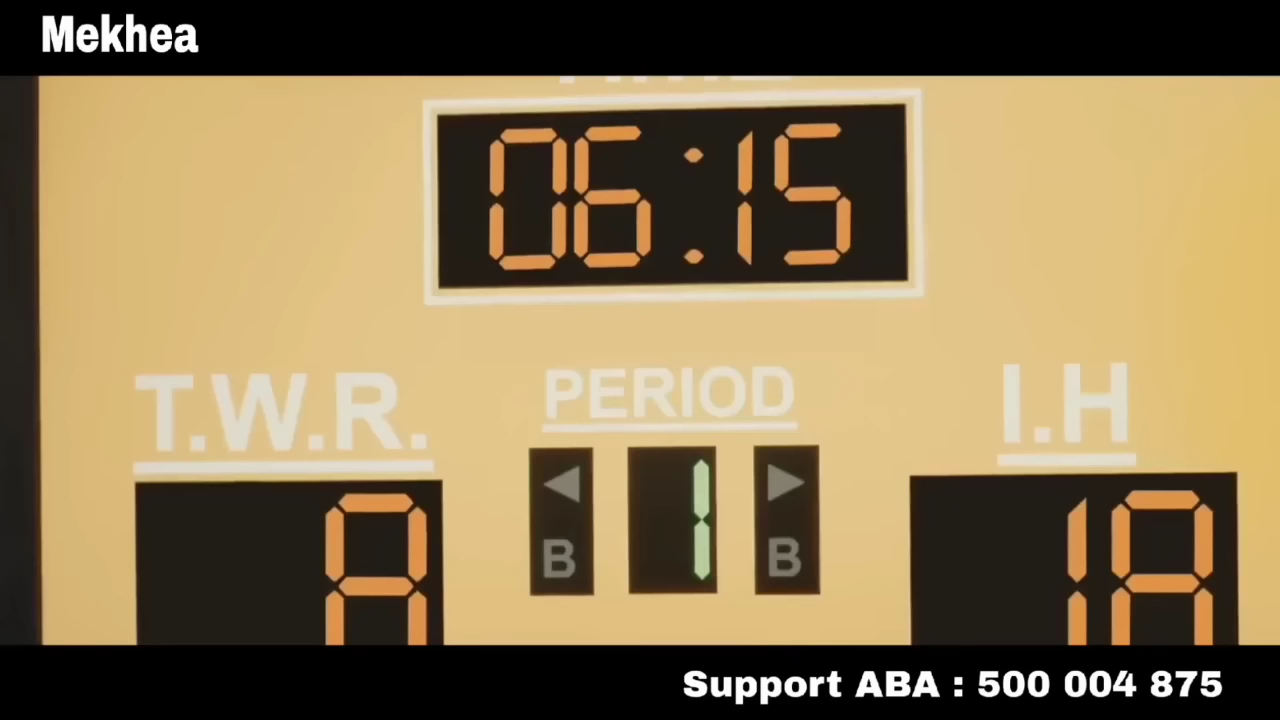 Mekhea
06:15
T.W.R. PERIOD I.H
1
B B
Support ABA : 500 004 875